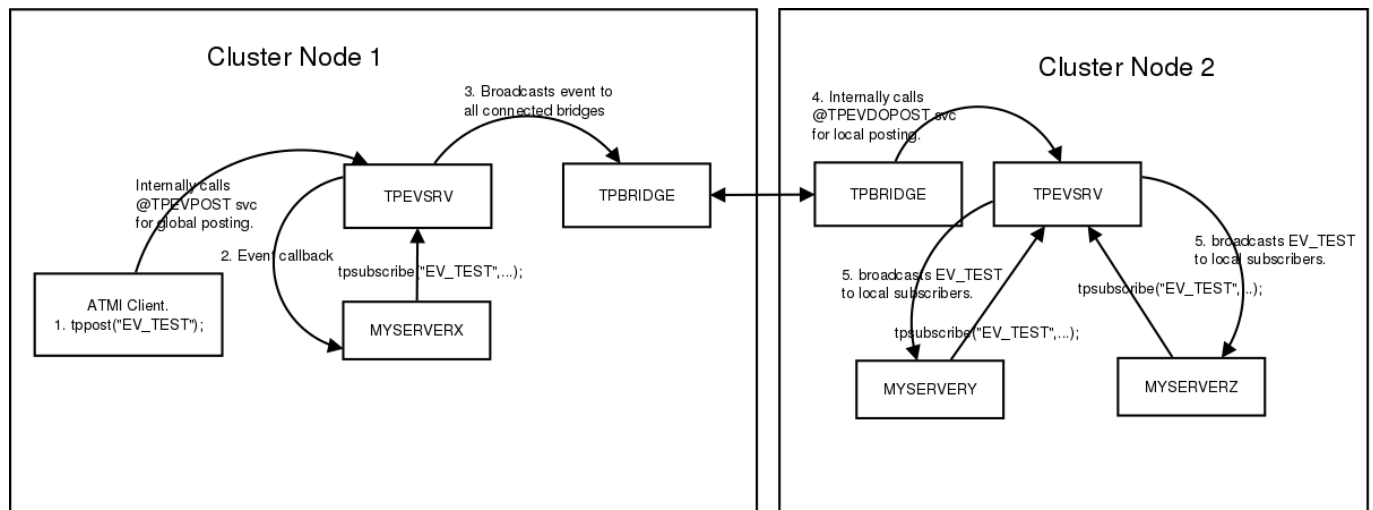 Cluster Node 1
3. Broadcasts event to
all connected bridges
TPEVSRV
TPBRIDGE
Internally calls
@TPEVPOST svc
for global posting.
2. Event callback
tpsubscribe("EV_TEST",...);
ATMI Client.
1. tppost("EV_TEST");
MYSERVERX
Cluster Node 2
4. Internally calls
@TPEVDOPOST svc
for local posting.
TPBRIDGE
TPEVSRV
5. broadcasts EV_TEST
to local subscribers.
5. broadcasts EV_TEST
to local subscribers.
tpsubscribe("EV_TEST",...);
tpsubscribe("EV_TEST",...);
MYSERVERY
MYSERVERZ